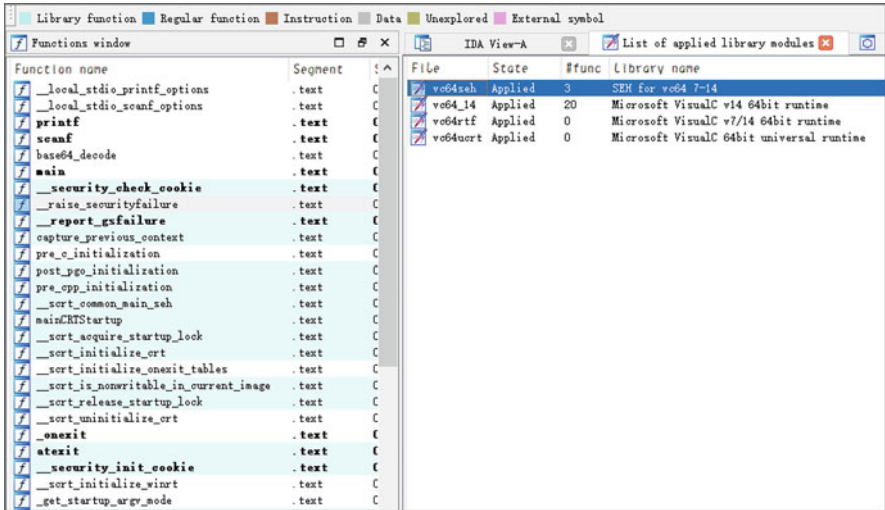 Library function Regular function Instruction Data Unexplored External symbol
Functions window
IDA View-A
List of applied library modules
Function name Segment
__local_stdio_printf_options .text
__local_stdio_scanf_options .text
printf .text
scanf .text
base64_decode .text
main .text
__security_check_cookie .text
__raise_securityfailure .text
__report_gsfailure .text
capture_previous_context .text
pre_c_initialization .text
post_pgo_initialization .text
pre_cpp_initialization .text
__scrt_common_main_seh .text
mainCRTStartup .text
__scrt_acquire_startup_lock .text
__scrt_initialize_crt .text
__scrt_initialize_onexit_tables .text
__scrt_is_nonwritable_in_current_image .text
__scrt_release_startup_lock .text
__scrt_uninitialize_crt .text
_onexit .text
atexit .text
__security_init_cookie .text
__scrt_initialize_winrt .text
_get_startup_argv_mode .text
File State #func Library name
vc64seh Applied 3 SEH for vc64 7-14
vc64_14 Applied 20 Microsoft VisualC v14 64bit runtime
vc64rtf Applied 0 Microsoft VisualC v7/14 64bit runtime
vc64ucrt Applied 0 Microsoft VisualC 64bit universal runtime